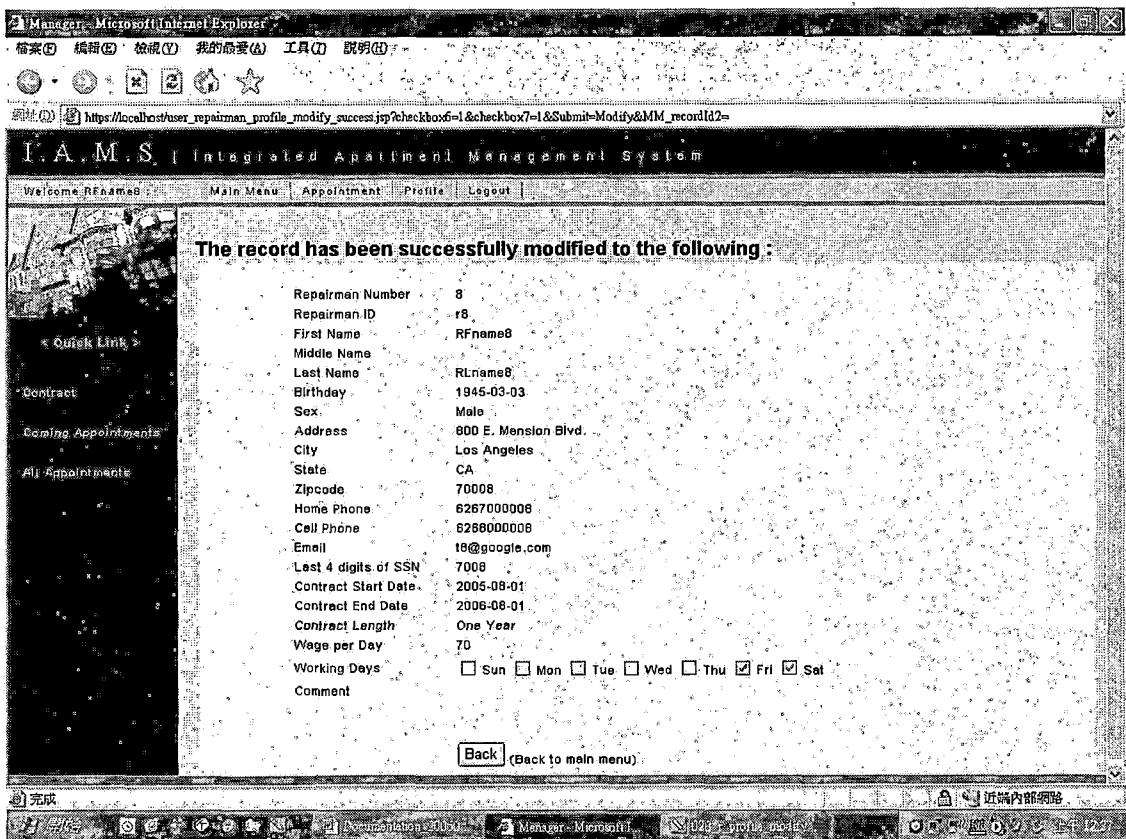 Manager - Microsoft Internet Explorer
檔案(F) 編輯(E) 檢視(V) 我的最愛(A) 工具(T) 說明(H)
網址(D) https://localhost/user_repairman_profile_modify_success.jsp?checkbox6=1&checkbox7=1&Submit=Modify&MM_recordId2=
I.A.M.S | Integrated Apartment Management System
Welcome RFname8 : Main Menu | Appointment | Profile | Logout |
The record has been successfully modified to the following :
Repairman Number 8
Repairman ID r8
First Name RFname8
Middle Name
Last Name RLname8
Birthday 1945-03-03
Sex Male
Address 800 E. Mension Blvd.
City Los Angeles
State CA
Zipcode 70008
Home Phone 6267000008
Cell Phone 6268000008
Email t8@google.com
Last 4 digits of SSN 7008
Contract Start Date 2005-08-01
Contract End Date 2006-08-01
Contract Length One Year
Wage per Day 70
Working Days Sun Mon Tue Wed Thu Fri Sat
Comment
Back (Back to main menu)
< Quick Link >
Contract
Coming Appointments
All Appointments
完成 近端內部網路
開始 Manager - Microsoft I...